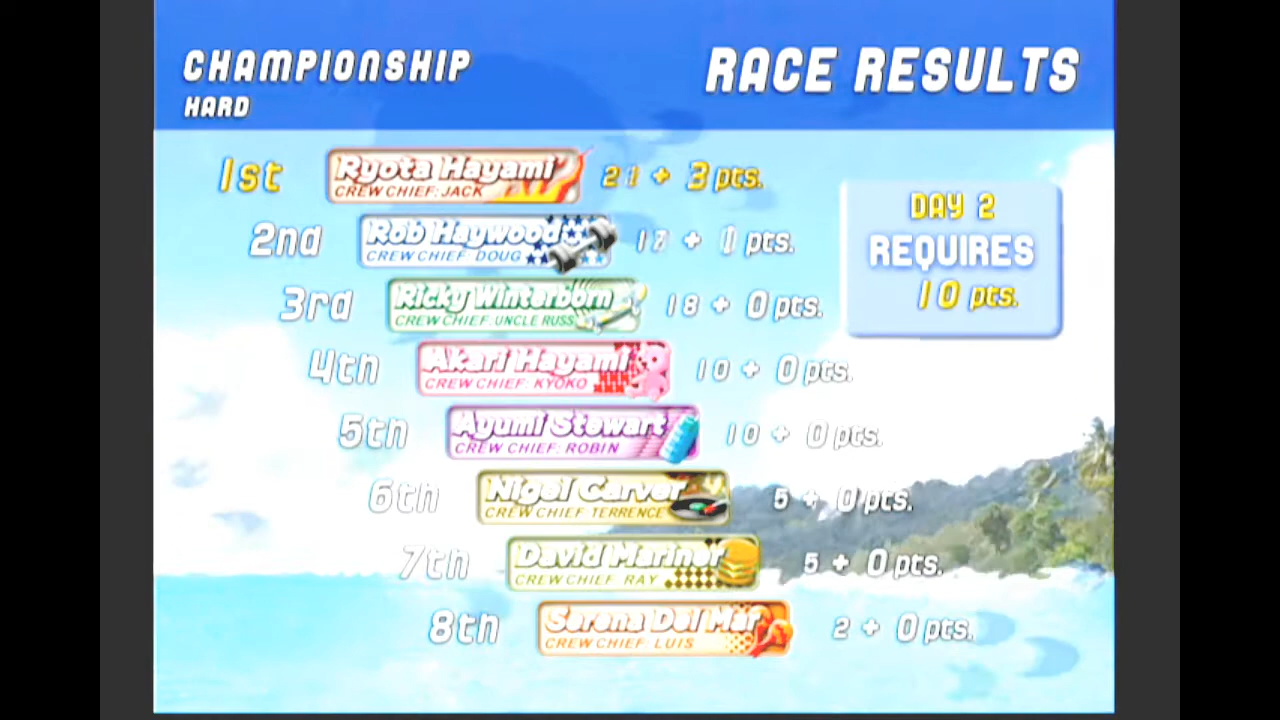 CHAMPIONSHIP
HARD
RACE RESULTS
1st Ryota Hayami 21 + 3 pts.
CREW CHIEF: JACK
2nd Rob Haywood + pts.
CREW CHIEF: DOUG
3rd Ricky Winterborn 18 + 0 pts.
CREW CHIEF: UNCLE RUSS
4th Akari Hayami 10 + 0 pts.
CREW CHIEF: KYOKO
5th Ayumi Stewart 10 + 0 pts.
CREW CHIEF: ROBIN
6th Nigel Carver 5 + 0 pts.
CREW CHIEF: TERRENCE
7th David Mariner 5 + 0 pts.
CREW CHIEF: RAY
8th Serena Del Mar 2 + 0 pts.
CREW CHIEF: LUIS
DAY 2
REQUIRES
10 pts.